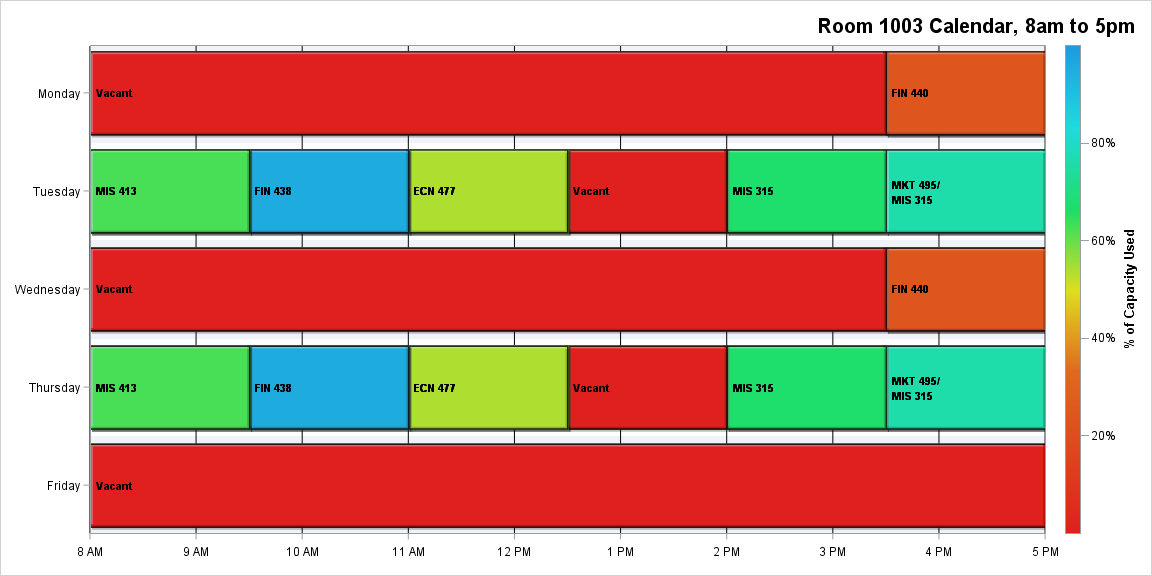 Room 1003 Calendar, 8am to 5pm
Monday
Vacant
FIN 440
Tuesday
MIS 413
FIN 438
ECN 477
Vacant
MIS 315
MKT 495/
MIS 315
Wednesday
Vacant
FIN 440
Thursday
MIS 413
FIN 438
ECN 477
Vacant
MIS 315
MKT 495/
MIS 315
Friday
Vacant
8 AM
9 AM
10 AM
11 AM
12 PM
1 PM
2 PM
3 PM
4 PM
5 PM
80%
60%
40%
20%
% of Capacity Used